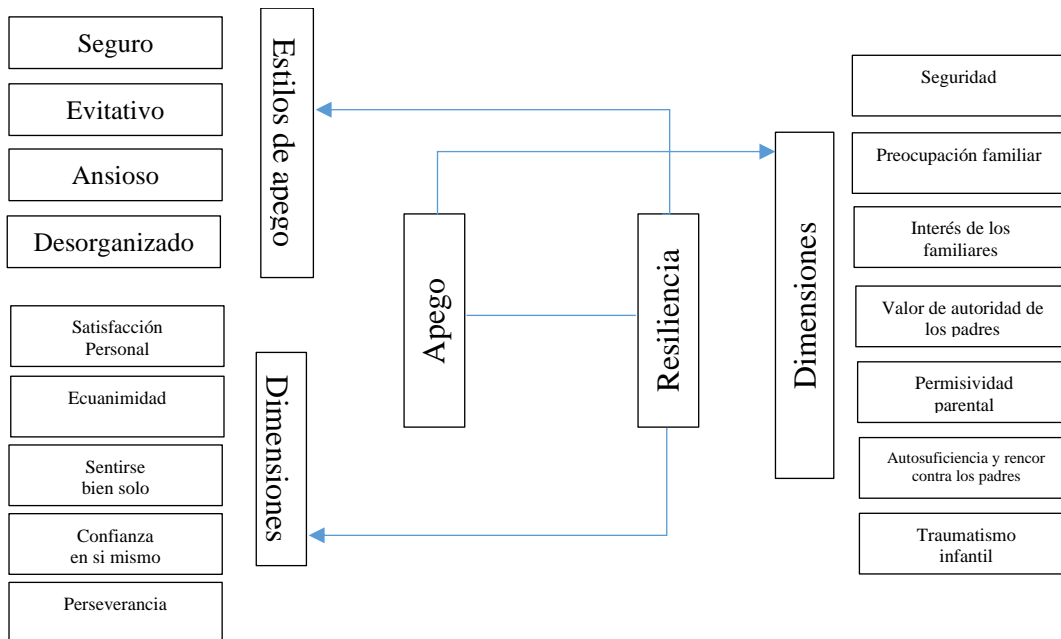 Seguro
Evitativo
Ansioso
Desorganizado
Estilos de apego
Satisfacción
Personal
Ecuanimidad
Sentirse
bien solo
Confianza
en si mismo
Perseverancia
Dimensiones
Apego
Resiliencia
Dimensiones
Seguridad
Preocupación familiar
Interés de los
familiares
Valor de autoridad de
los padres
Permisividad
parental
Autosuficiencia y rencor
contra los padres
Traumatismo
infantil